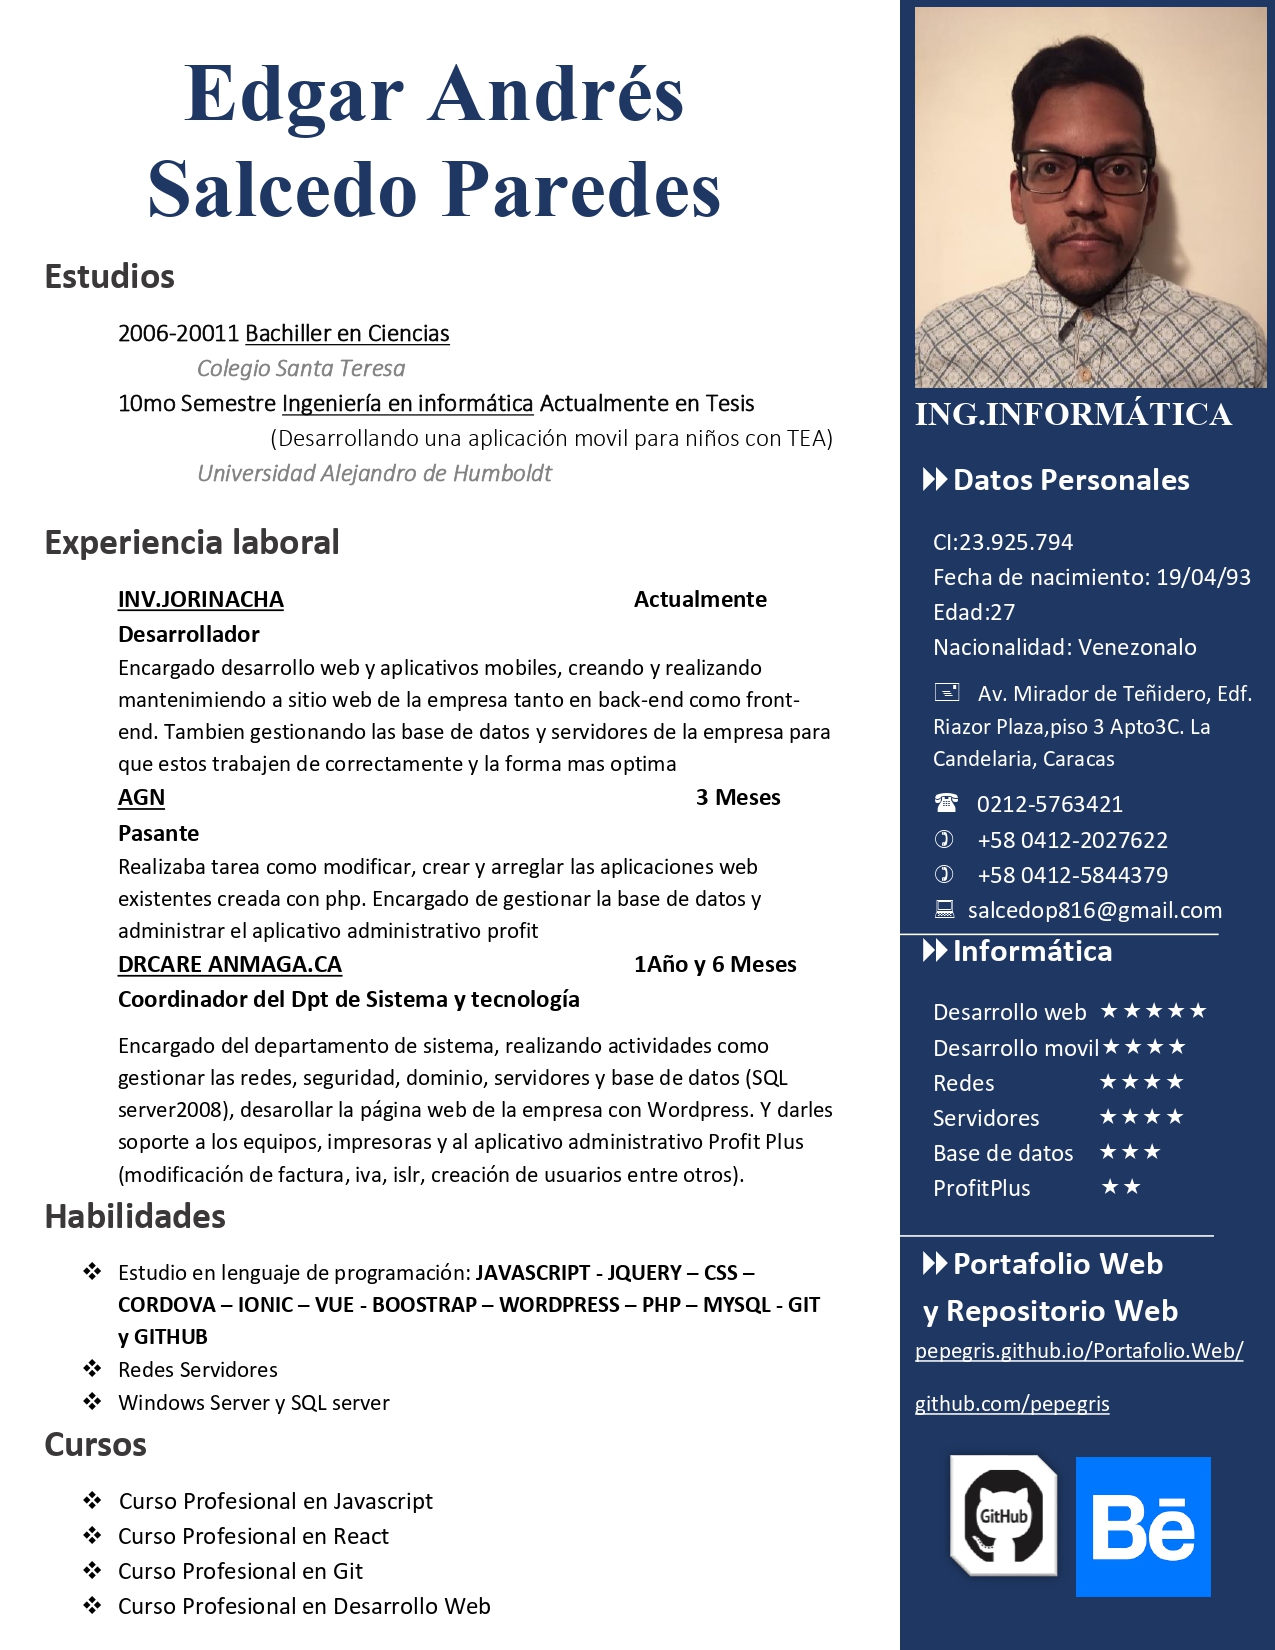 Edgar Andrés
Salcedo Paredes
Estudios
2006-20011 Bachiller en Ciencias
Colegio Santa Teresa
10mo Semestre Ingeniería en informática Actualmente en Tesis
(Desarrollando una aplicación movil para niños con TEA)
Universidad Alejandro de Humboldt
Experiencia laboral
INV.JORINACHA Actualmente
Desarrollador
Encargado desarrollo web y aplicativos mobiles, creando y realizando
mantenimiendo a sitio web de la empresa tanto en back-end como front-
end. Tambien gestionando las base de datos y servidores de la empresa para
que estos trabajen de correctamente y la forma mas optima
AGN 3 Meses
Pasante
Realizaba tarea como modificar, crear y arreglar las aplicaciones web
existentes creada con php. Encargado de gestionar la base de datos y
administrar el aplicativo administrativo profit
DRCARE ANMAGA.CA 1Año y 6 Meses
Coordinador del Dpt de Sistema y tecnología
Encargado del departamento de sistema, realizando actividades como
gestionar las redes, seguridad, dominio, servidores y base de datos (SQL
server2008), desarollar la página web de la empresa con Wordpress. Y darles
soporte a los equipos, impresoras y al aplicativo administrativo Profit Plus
(modificación de factura, iva, islr, creación de usuarios entre otros).
Habilidades
❖ Estudio en lenguaje de programación: JAVASCRIPT - JQUERY – CSS –
CORDOVA – IONIC – VUE - BOOSTRAP – WORDPRESS – PHP – MYSQL - GIT
y GITHUB
❖ Redes Servidores
❖ Windows Server y SQL server
Cursos
❖ Curso Profesional en Javascript
❖ Curso Profesional en React
❖ Curso Profesional en Git
❖ Curso Profesional en Desarrollo Web
ING.INFORMÁTICA
Datos Personales
CI:23.925.794
Fecha de nacimiento: 19/04/93
Edad:27
Nacionalidad: Venezonalo
Av. Mirador de Teñidero, Edf.
Riazor Plaza,piso 3 Apto3C. La
Candelaria, Caracas
0212-5763421
+58 0412-2027622
+58 0412-5844379
salcedop816@gmail.com
Informática
Desarrollo web ★★★★★
Desarrollo movil★★★★
Redes ★★★★
Servidores ★★★★
Base de datos ★★★
ProfitPlus ★★
Portafolio Web
y Repositorio Web
pepegris.github.io/Portafolio.Web/
github.com/pepegris
GitHub
Bē